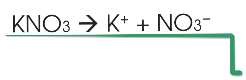 KNO₃ → K⁺ + NO₃⁻